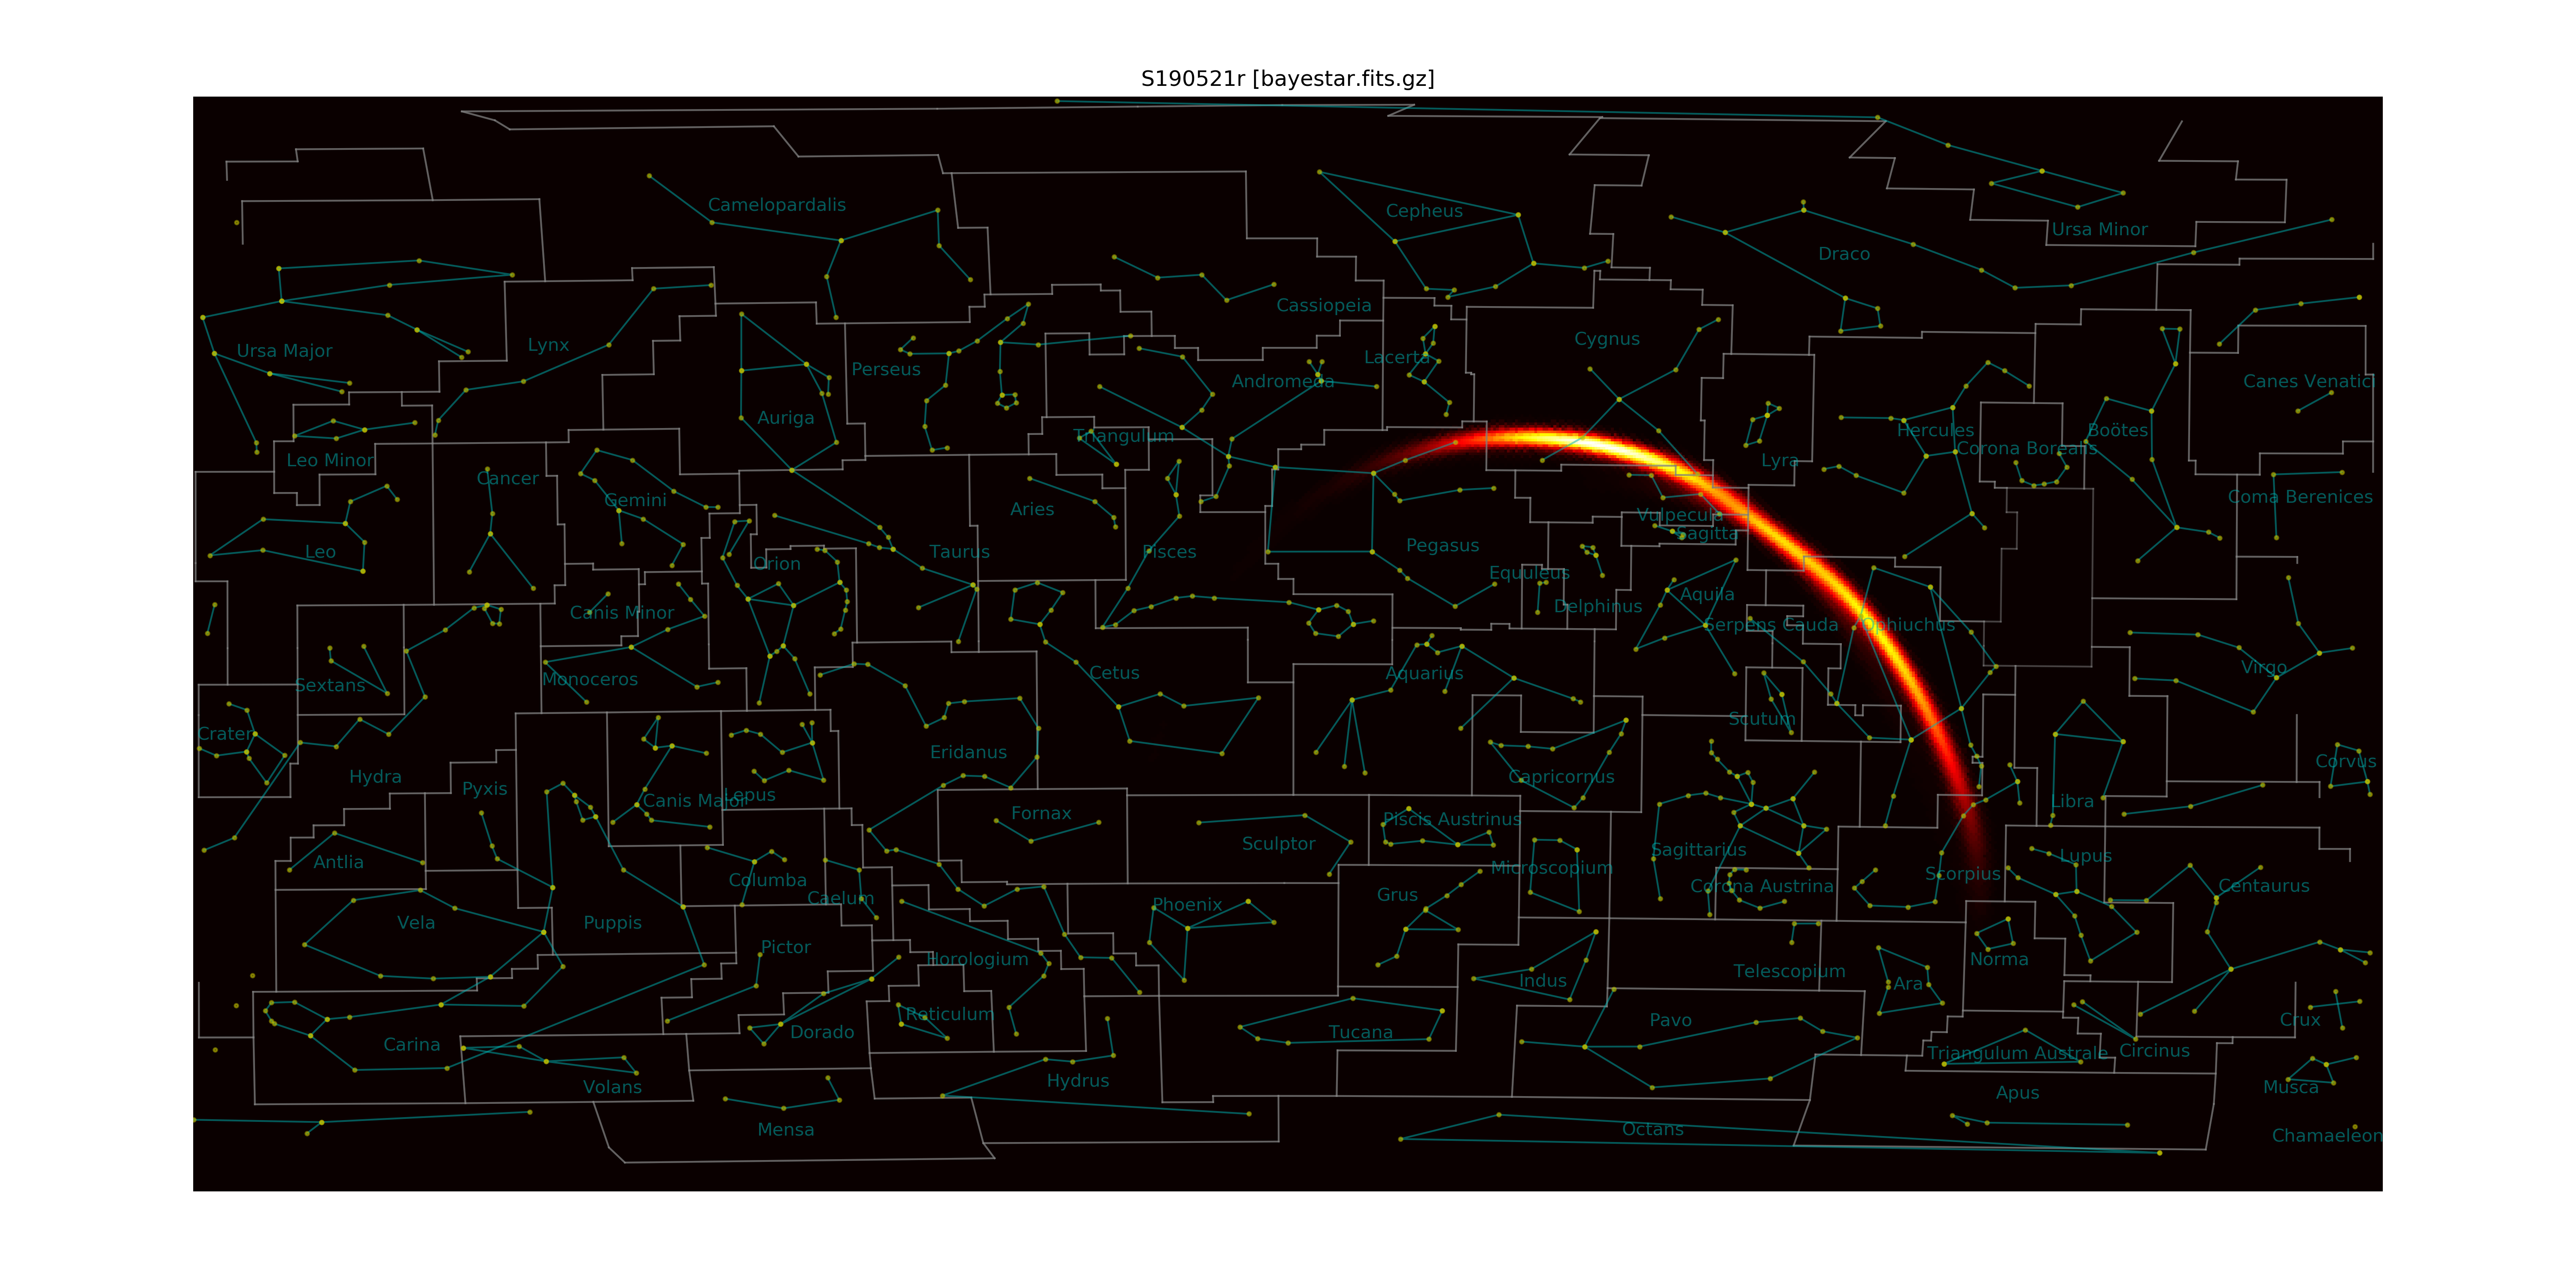 S190521r [bayestar.fits.gz]
Camelopardalis
Cepheus
Ursa Minor
Draco
Cassiopeia
Cygnus
Lynx
Ursa Major
Lacerta
Perseus
Andromeda
Canes Venatici
Auriga
Hercules
Boötes
Triangulum
Corona Borealis
Leo Minor
Lyra
Cancer
Coma Berenices
Gemini
Aries
Vulpecula
Sagitta
Pegasus
Leo
Taurus
Pisces
Orion
Equuleus
Aquila
Delphinus
Canis Minor
Serpens Cauda
Ophiuchus
Virgo
Cetus
Aquarius
Monoceros
Sextans
Scutum
Crater
Eridanus
Corvus
Hydra
Capricornus
Pyxis
Lepus
Canis Major
Libra
Fornax
Piscis Austrinus
Sculptor
Sagittarius
Lupus
Antlia
Microscopium
Scorpius
Columba
Corona Austrina
Centaurus
Grus
Caelum
Phoenix
Vela
Puppis
Pictor
Horologium
Norma
Telescopium
Indus
Ara
Reticulum
Pavo
Crux
Dorado
Tucana
Carina
Circinus
Triangulum Australe
Hydrus
Volans
Musca
Apus
Mensa
Octans
Chamaeleon